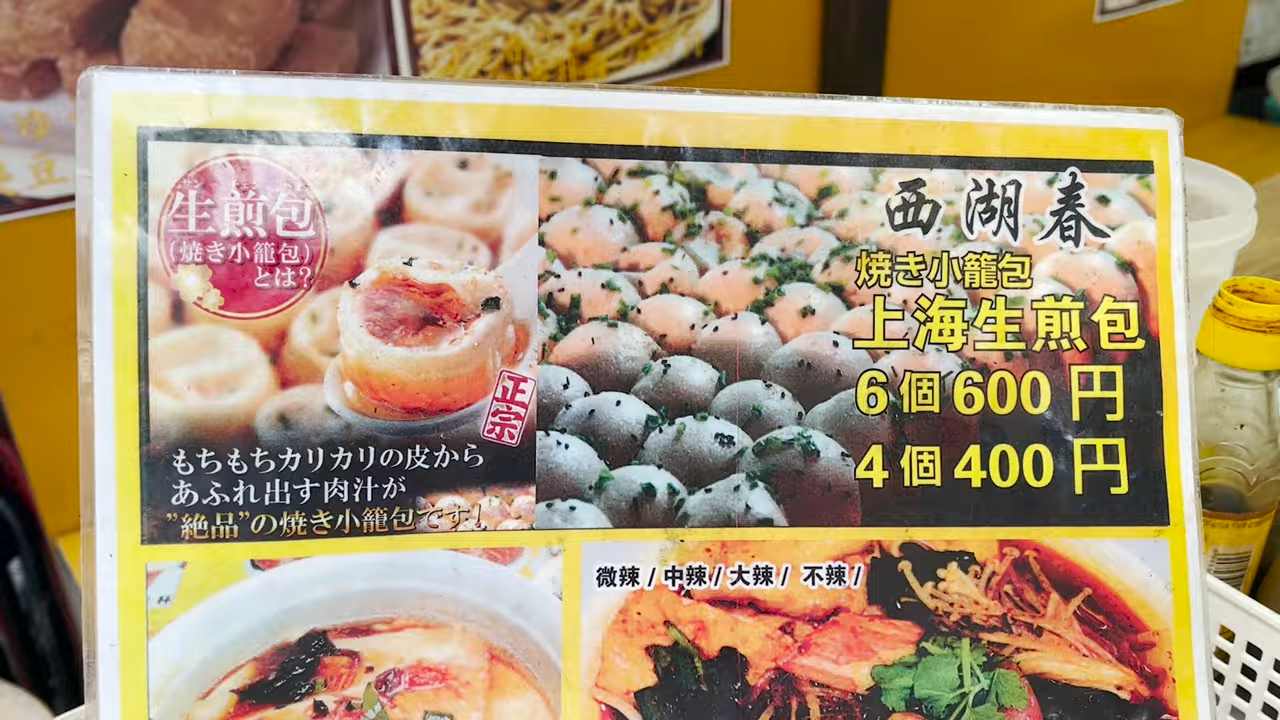 生煎包
(焼き小籠包)
とは?
正宗
もちもちカリカリの皮から
あふれ出す肉汁が
"絶品"の焼き小籠包です!
西湖春
焼き小籠包
上海生煎包
6個600円
4個400円
微辣/中辣/大辣/ 不辣/